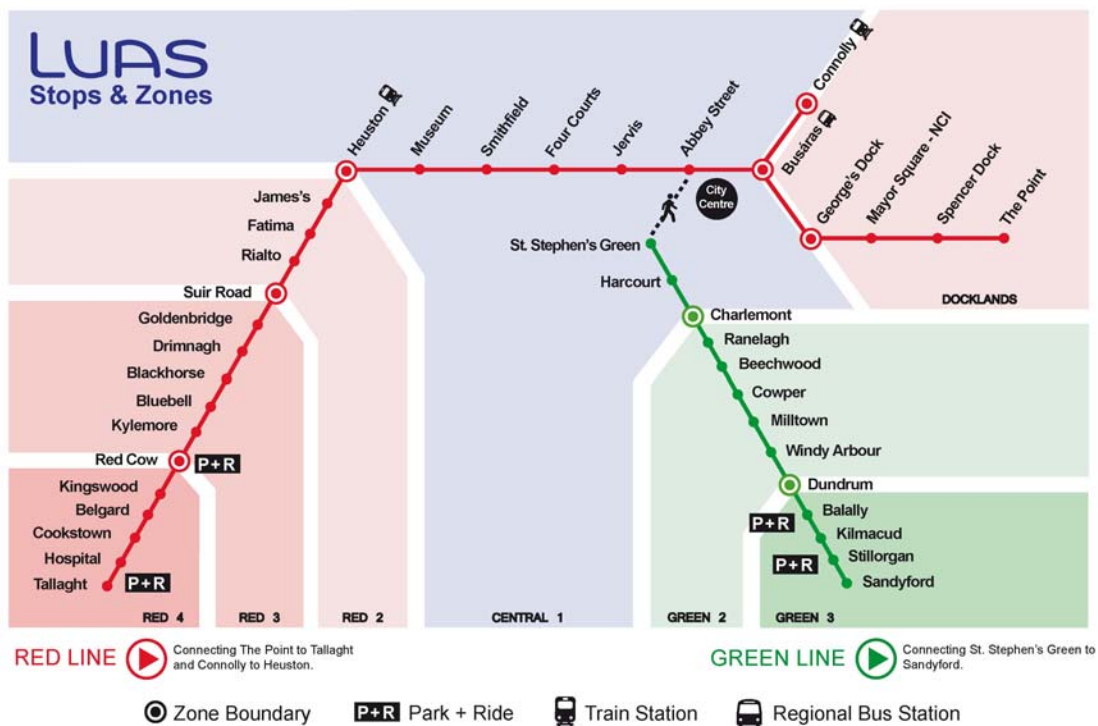 LUAS
Stops & Zones
Heuston
Museum
Smithfield
Four Courts
Jervis
Abbey Street
Busáras
Connolly
George's Dock
Mayor Square - NCI
Spencer Dock
The Point
City
Centre
DOCKLANDS
James's
Fatima
Rialto
Suir Road
Goldenbridge
Drimnagh
Blackhorse
Bluebell
Kylemore
Red Cow
P+R
Kingswood
Belgard
Cookstown
Hospital
Tallaght
P+R
St. Stephen's Green
Harcourt
Charlemont
Ranelagh
Beechwood
Cowper
Milltown
Windy Arbour
Dundrum
Balally
P+R
Kilmacud
Stillorgan
P+R
Sandyford
RED 4
RED 3
RED 2
CENTRAL 1
GREEN 2
GREEN 3
RED LINE
Connecting The Point to Tallaght
and Connolly to Heuston.
GREEN LINE
Connecting St. Stephen's Green to
Sandyford.
Zone Boundary
P+R Park + Ride
Train Station
Regional Bus Station